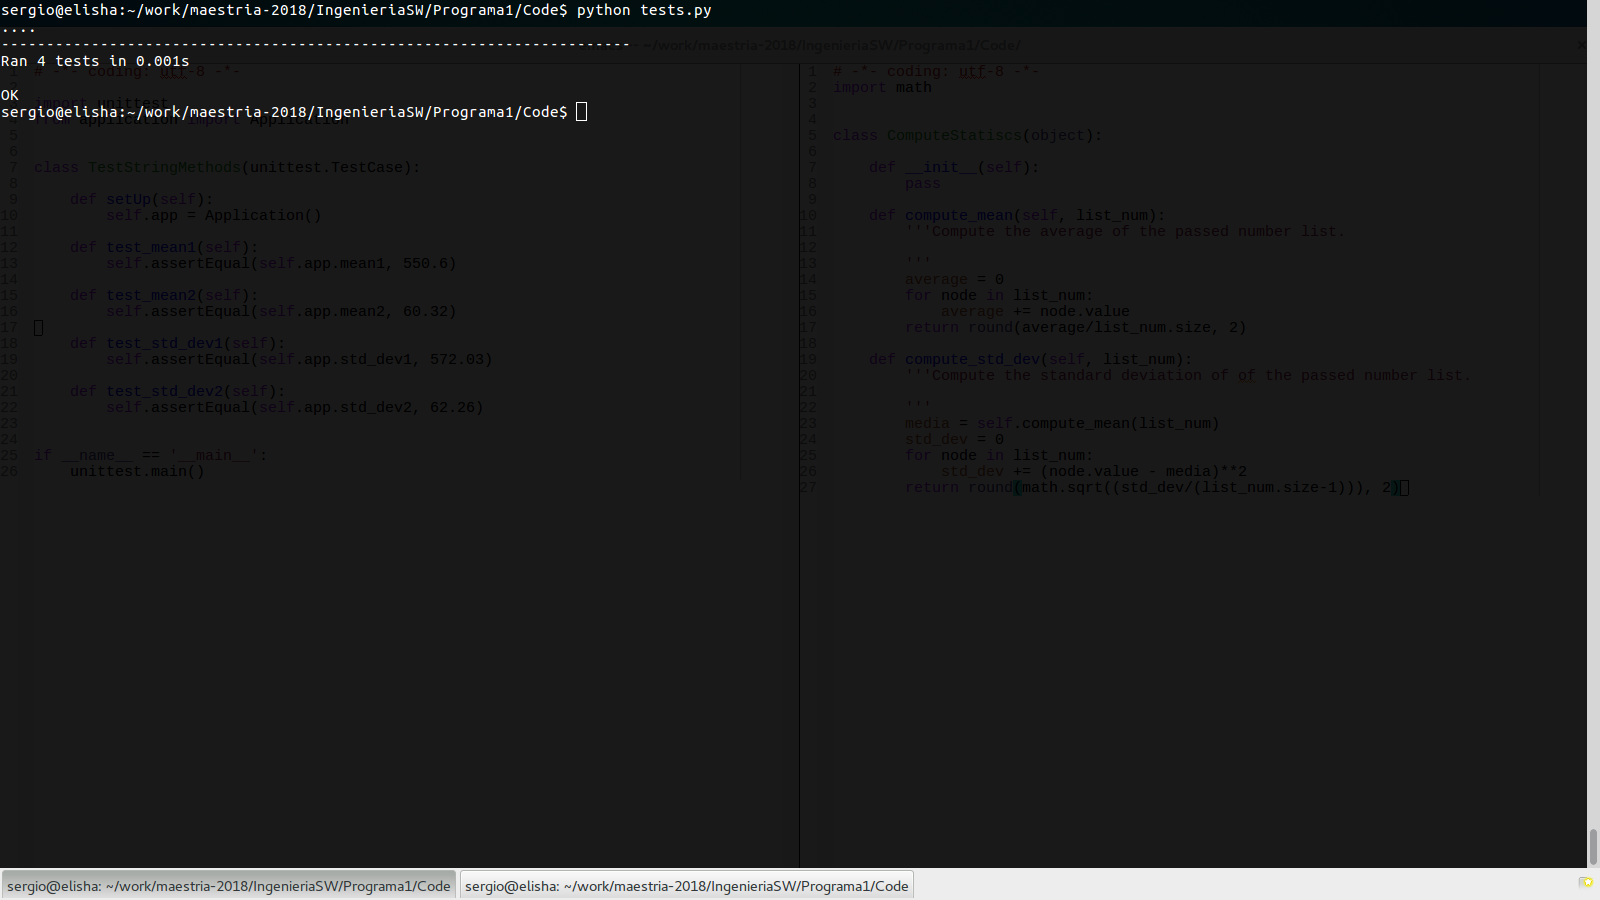 sergio@elisha:~/work/maestria-2018/IngenieriaSW/Programa1/Code$ python tests.py
....
----------------------------------------------------------------------
~/work/maestria-2018/IngenieriaSW/Programa1/Code/
Ran 4 tests in 0.001s

OK
sergio@elisha:~/work/maestria-2018/IngenieriaSW/Programa1/Code$
1 # -*- coding: utf-8 -*-
import unittest
application import Application
5
6
7 class TestStringMethods(unittest.TestCase):
8
9     def setUp(self):
10         self.app = Application()
11
12     def test_mean1(self):
13         self.assertEqual(self.app.mean1, 550.6)
14
15     def test_mean2(self):
16         self.assertEqual(self.app.mean2, 60.32)
17
18     def test_std_dev1(self):
19         self.assertEqual(self.app.std_dev1, 572.03)
20
21     def test_std_dev2(self):
22         self.assertEqual(self.app.std_dev2, 62.26)
23
24
25 if __name__ == '__main__':
26     unittest.main()
1 # -*- coding: utf-8 -*-
2 import math
3
4
5 class ComputeStatiscs(object):
6
7     def __init__(self):
8         pass
9
10     def compute_mean(self, list_num):
11         '''Compute the average of the passed number list.
12
13         '''
14         average = 0
15         for node in list_num:
16             average += node.value
17         return round(average/list_num.size, 2)
18
19     def compute_std_dev(self, list_num):
20         '''Compute the standard deviation of of the passed number list.
21
22         '''
23         media = self.compute_mean(list_num)
24         std_dev = 0
25         for node in list_num:
26             std_dev += (node.value - media)**2
27         return round(math.sqrt((std_dev/(list_num.size-1))), 2)
sergio@elisha: ~/work/maestria-2018/IngenieriaSW/Programa1/Code
sergio@elisha: ~/work/maestria-2018/IngenieriaSW/Programa1/Code